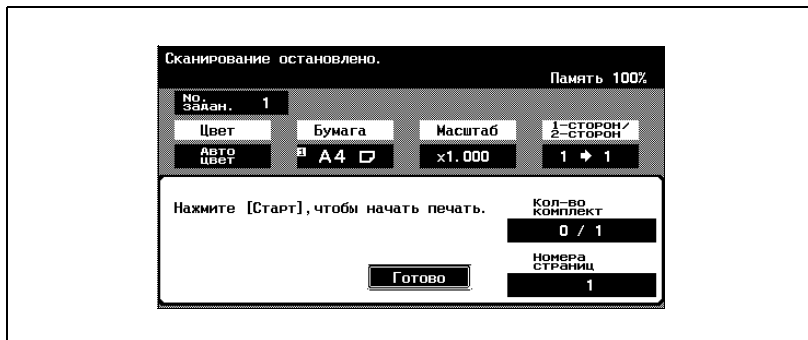 Сканирование остановлено.
Память 100%
No. задан. 1
Цвет Бумага Масштаб 1-сторон/2-сторон
Авто цвет 1 A4 x1.000 1 ➔ 1
Нажмите [Старт],чтобы начать печать.
Кол-во комплект
0 / 1
Готово
Номера страниц
1